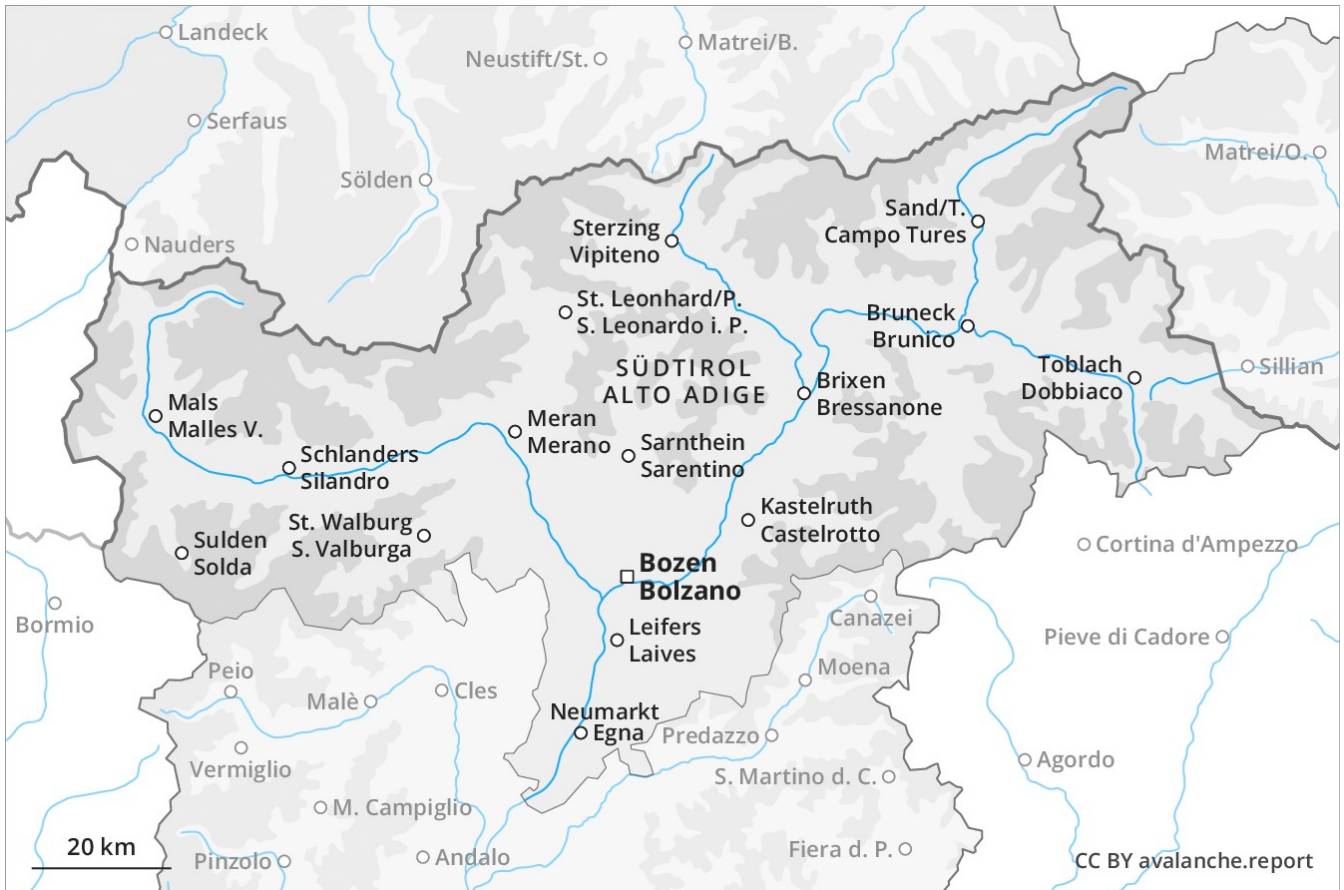 Landeck
Matrei/B.
Neustift/St.
Serfaus
Matrei/O.
Sölden
Sand/T.
Campo Tures
Sterzing
Vipiteno
Nauders
St. Leonhard/P.
S. Leonardo i. P.
Bruneck
Brunico
SÜDTIROL
ALTO ADIGE
Toblach
Dobbiaco
Sillian
Brixen
Bressanone
Mals
Malles V.
Meran
Merano
Sarnthein
Sarentino
Schlanders
Silandro
Kastelruth
Castelrotto
St. Walburg
S. Valburga
Sulden
Solda
Cortina d'Ampezzo
Bozen
Bolzano
Bormio
Canazei
Leifers
Laives
Pieve di Cadore
Peio
Moena
Malè
Cles
Neumarkt
Egna
Predazzo
Vermiglio
Agordo
S. Martino d. C.
M. Campiglio
20 km
Pinzolo
Andalo
Fiera d. P.
CC BY avalanche.report